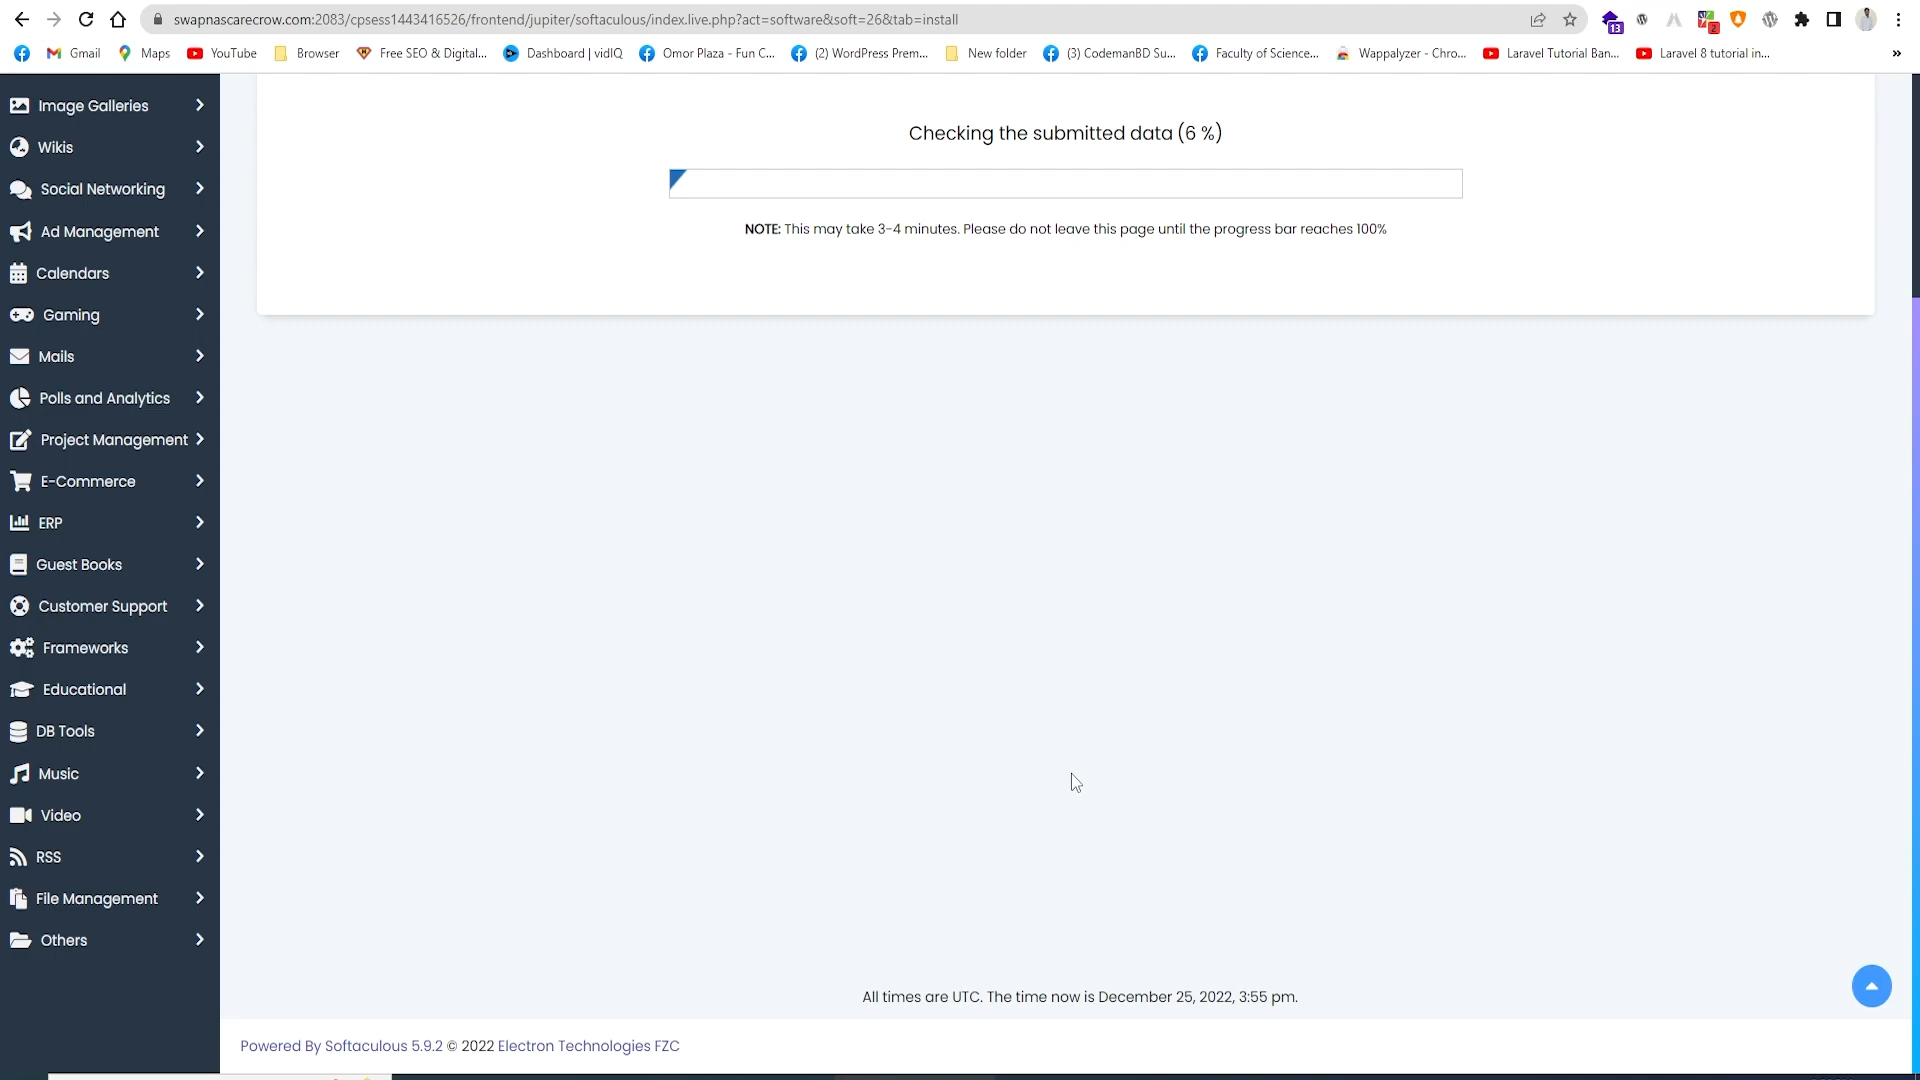 swapnascarecrow.com:2083/cpsess1443416526/frontend/jupiter/softaculous/index.live.php?act=software&soft=26&tab=install
13
2
Gmail Maps YouTube Browser Free SEO & Digital... Dashboard | vidIQ Omor Plaza - Fun C... (2) WordPress Prem... New folder (3) CodemanBD Su... Faculty of Science... Wappalyzer - Chro... Laravel Tutorial Ban... Laravel 8 tutorial in... »
Image Galleries
Wikis
Social Networking
Ad Management
Calendars
Gaming
Mails
Polls and Analytics
Project Management
E-Commerce
ERP
Guest Books
Customer Support
Frameworks
Educational
DB Tools
Music
Video
RSS
File Management
Others
Checking the submitted data (6 %)
NOTE: This may take 3-4 minutes. Please do not leave this page until the progress bar reaches 100%
All times are UTC. The time now is December 25, 2022, 3:55 pm.
Powered By Softaculous 5.9.2 © 2022 Electron Technologies FZC